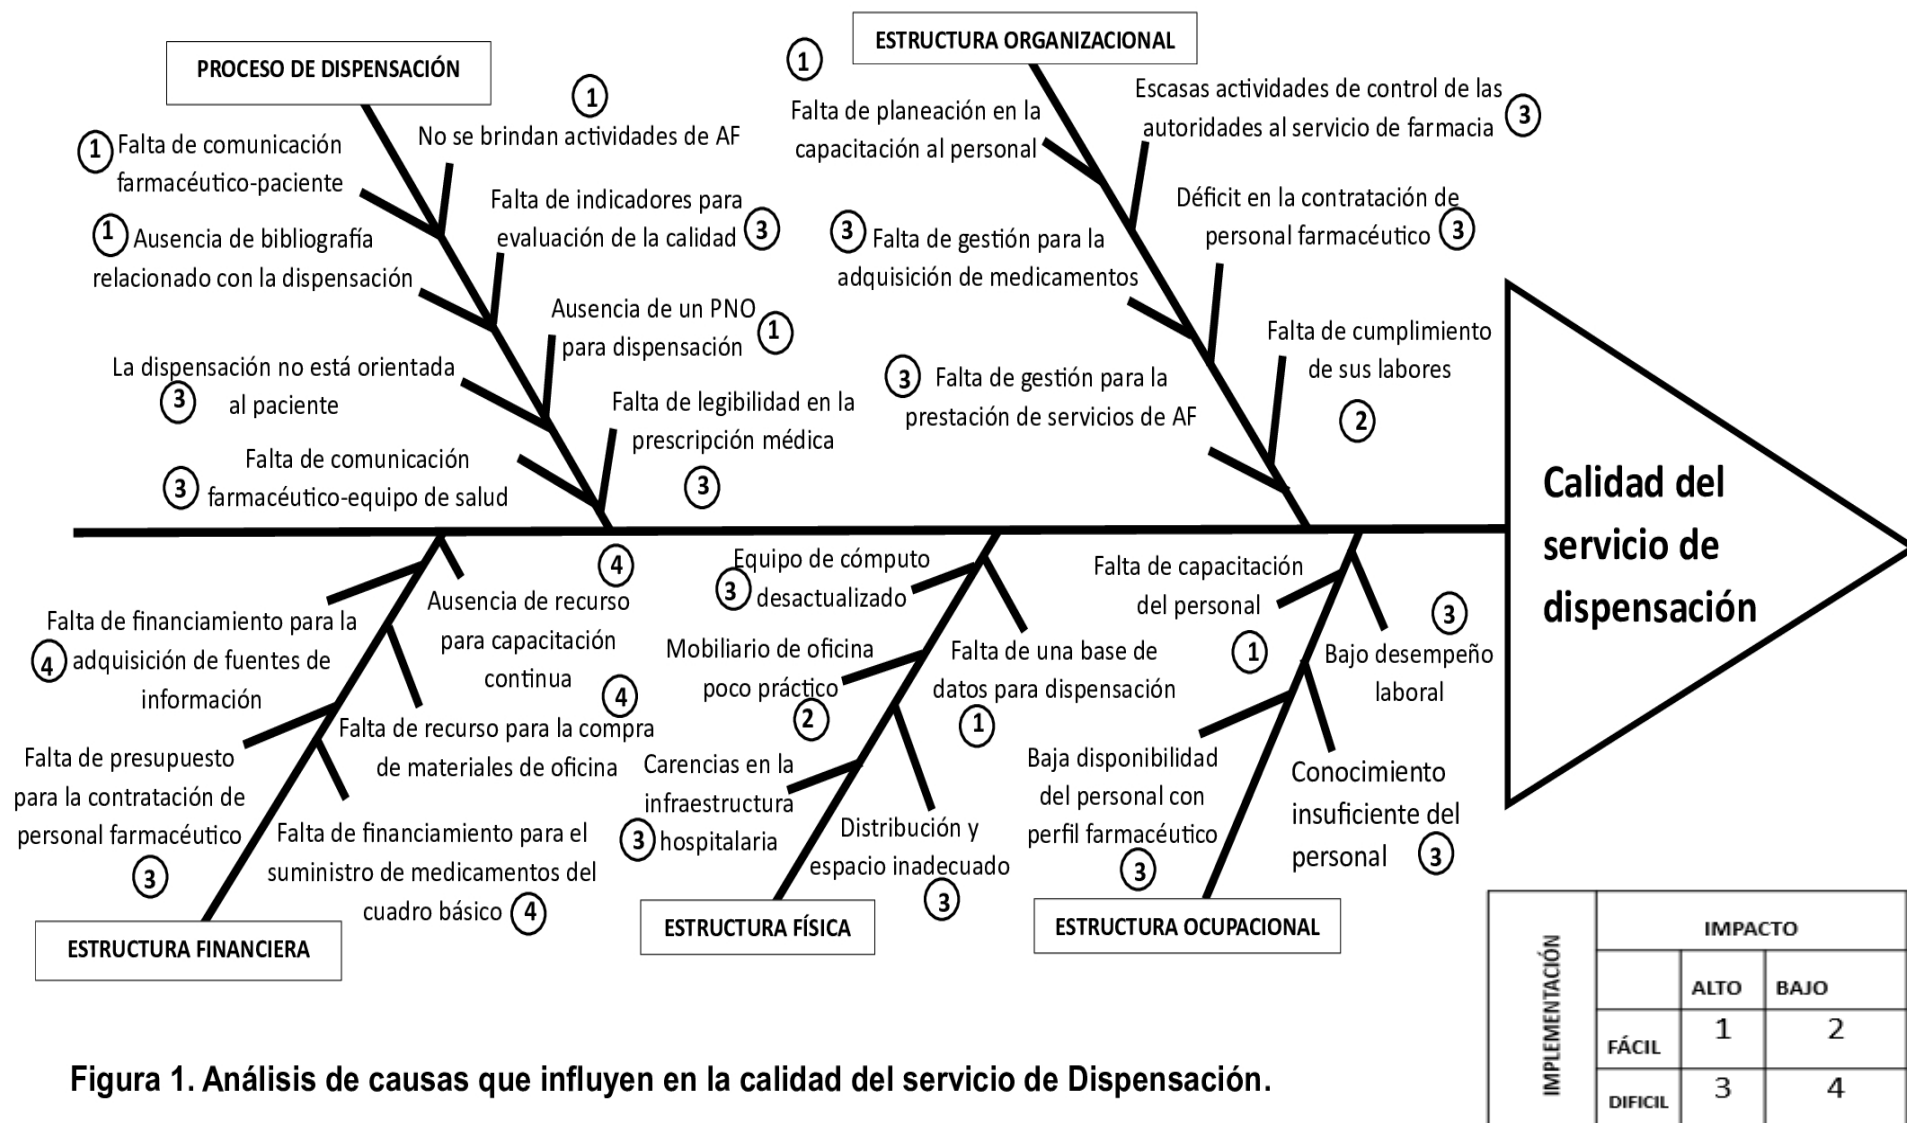 PROCESO DE DISPENSACIÓN
1
No se brindan actividades de AF
1
Falta de comunicación
farmacéutico-paciente
Falta de indicadores para
evaluación de la calidad
3
1
Ausencia de bibliografía
relacionado con la dispensación
Ausencia de un PNO
para dispensación
1
La dispensación no está orientada
al paciente
3
Falta de legibilidad en la
prescripción médica
3
Falta de comunicación
farmacéutico-equipo de salud
3
ESTRUCTURA ORGANIZACIONAL
1
Falta de planeación en la
capacitación al personal
Escasas actividades de control de las
autoridades al servicio de farmacia
3
3
Falta de gestión para la
adquisición de medicamentos
Déficit en la contratación de
personal farmacéutico
3
3
Falta de gestión para la
prestación de servicios de AF
Falta de cumplimiento
de sus labores
2
Calidad del
servicio de
dispensación
4
Ausencia de recurso
para capacitación
continua
Falta de financiamiento para la
adquisición de fuentes de
información
4
4
Falta de recurso para la compra
de materiales de oficina
Falta de presupuesto
para la contratación de
personal farmacéutico
3
Falta de financiamiento para el
suministro de medicamentos del
cuadro básico
4
ESTRUCTURA FINANCIERA
Equipo de cómputo
desactualizado
3
Mobiliario de oficina
poco práctico
2
Falta de una base de
datos para dispensación
1
Carencias en la
infraestructura
hospitalaria
3
Distribución y
espacio inadecuado
3
ESTRUCTURA FÍSICA
Falta de capacitación
del personal
1
3
Bajo desempeño
laboral
Baja disponibilidad
del personal con
perfil farmacéutico
3
Conocimiento
insuficiente del
personal
3
ESTRUCTURA OCUPACIONAL
IMPLEMENTACIÓN
IMPACTO
ALTO BAJO
FÁCIL 1 2
DIFICIL 3 4
Figura 1. Análisis de causas que influyen en la calidad del servicio de Dispensación.